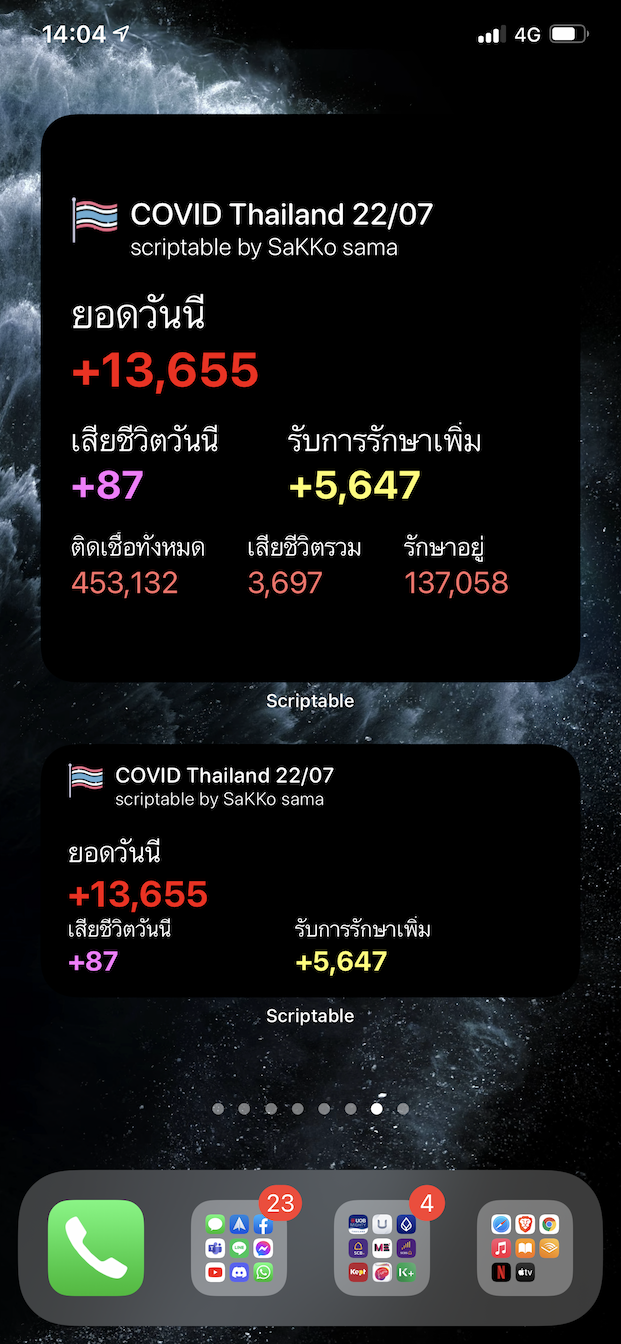 14:04
4G
COVID Thailand 22/07
scriptable by SaKKo sama
ยอดวันนี้
+13,655
เสียชีวิตวันนี้ รับการรักษาเพิ่ม
+87 +5,647
ติดเชื้อทั้งหมด เสียชีวิตรวม รักษาอยู่
453,132 3,697 137,058
Scriptable
COVID Thailand 22/07
scriptable by SaKKo sama
ยอดวันนี้
+13,655
เสียชีวิตวันนี้ รับการรักษาเพิ่ม
+87 +5,647
Scriptable
23 4